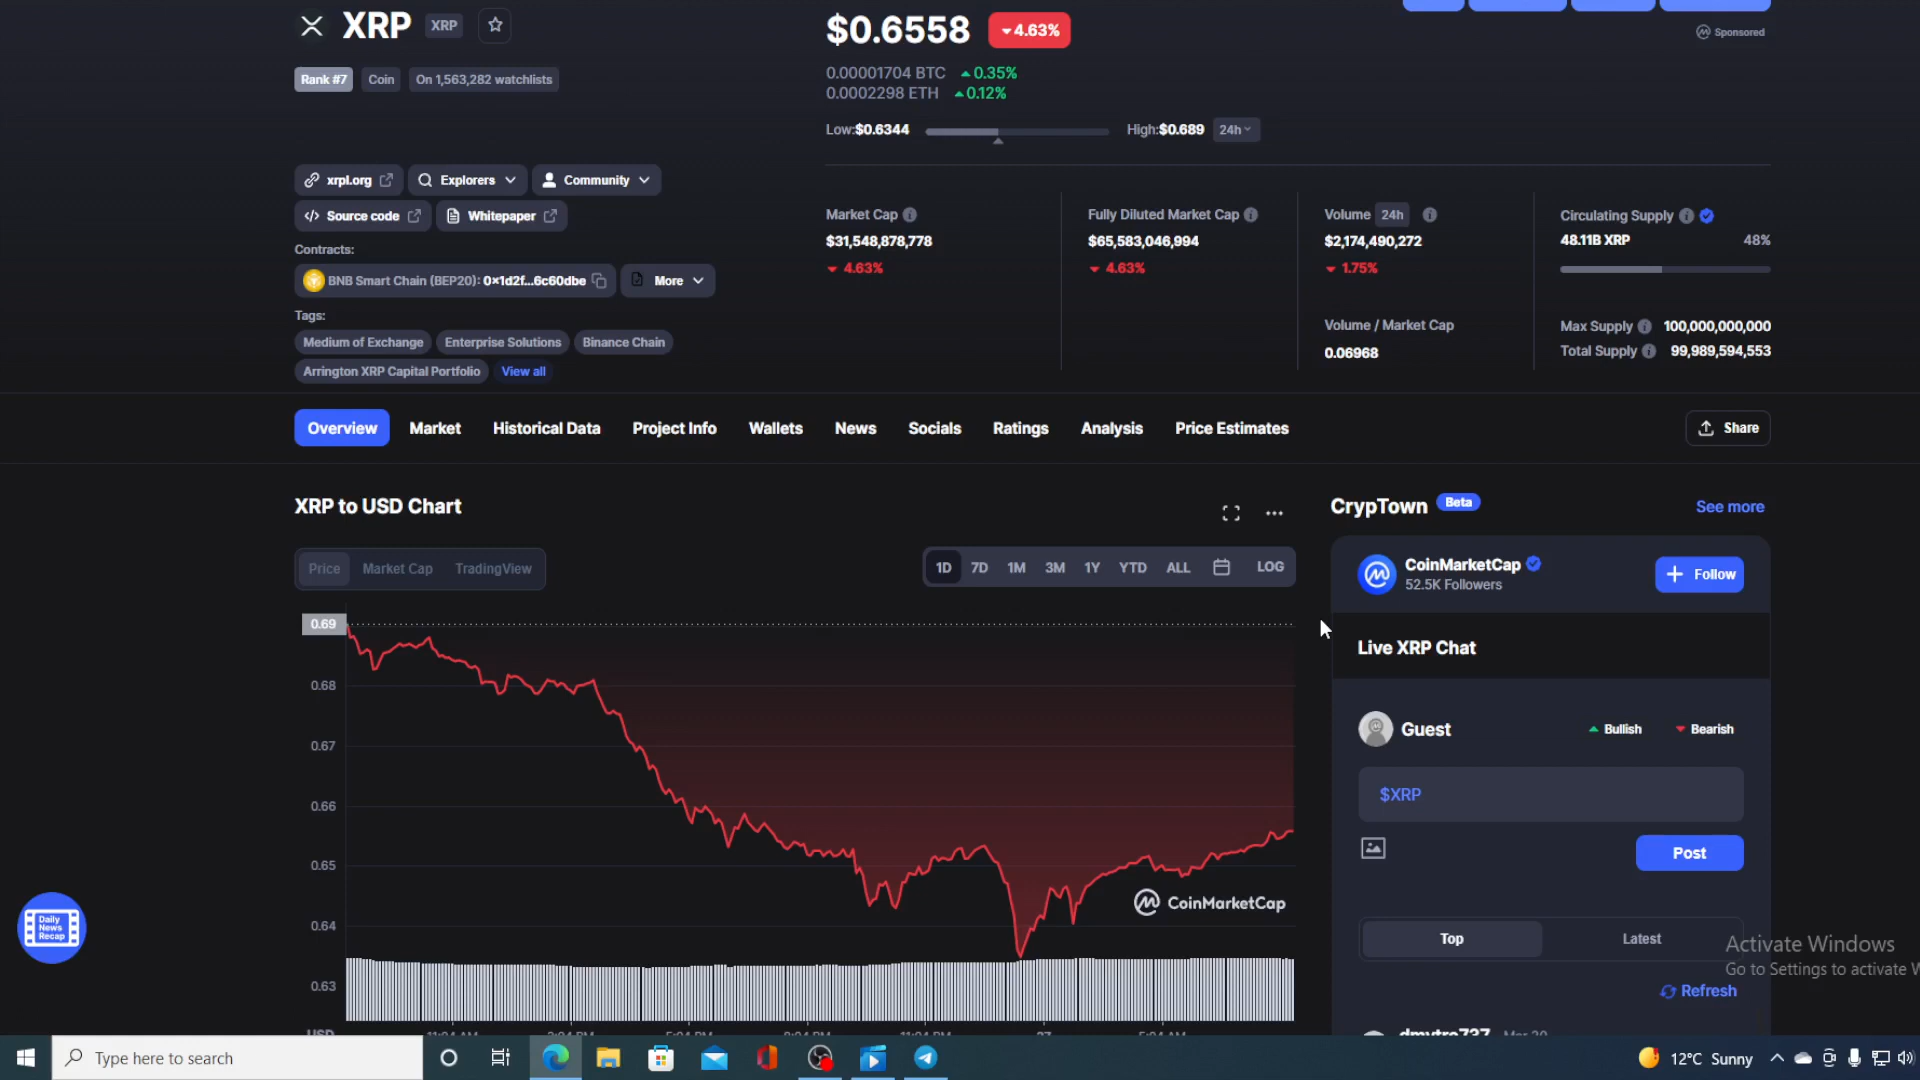 XRP XRP
Rank #7 Coin On 1,563,282 watchlists
$0.6558 4.63%
0.00001704 BTC 0.35%
0.0002298 ETH 0.12%
Low:$0.6344 High:$0.689 24h
Sponsored
xrpl.org Explorers Community
Source code Whitepaper
Contracts:
BNB Smart Chain (BEP20): 0x1d2f...6c60dbe More
Tags:
Medium of Exchange Enterprise Solutions Binance Chain
Arrington XRP Capital Portfolio View all
Market Cap
$31,548,878,778
4.63%
Fully Diluted Market Cap
$65,583,046,994
4.63%
Volume 24h
$2,174,490,272
1.75%
Volume / Market Cap
0.06968
Circulating Supply
48.11B XRP 48%
Max Supply 100,000,000,000
Total Supply 99,989,594,553
Overview Market Historical Data Project Info Wallets News Socials Ratings Analysis Price Estimates Share
XRP to USD Chart
Price Market Cap TradingView
1D 7D 1M 3M 1Y YTD ALL LOG
0.69
0.68
0.67
0.66
0.65
0.64
0.63
CoinMarketCap
CrypTown Beta See more
CoinMarketCap
52.5K Followers
Follow
Live XRP Chat
Guest Bullish Bearish
$XRP
Post
Top Latest
Refresh
Daily
News
Recap
Activate Windows
Go to Settings to activate W
Type here to search
12°C Sunny